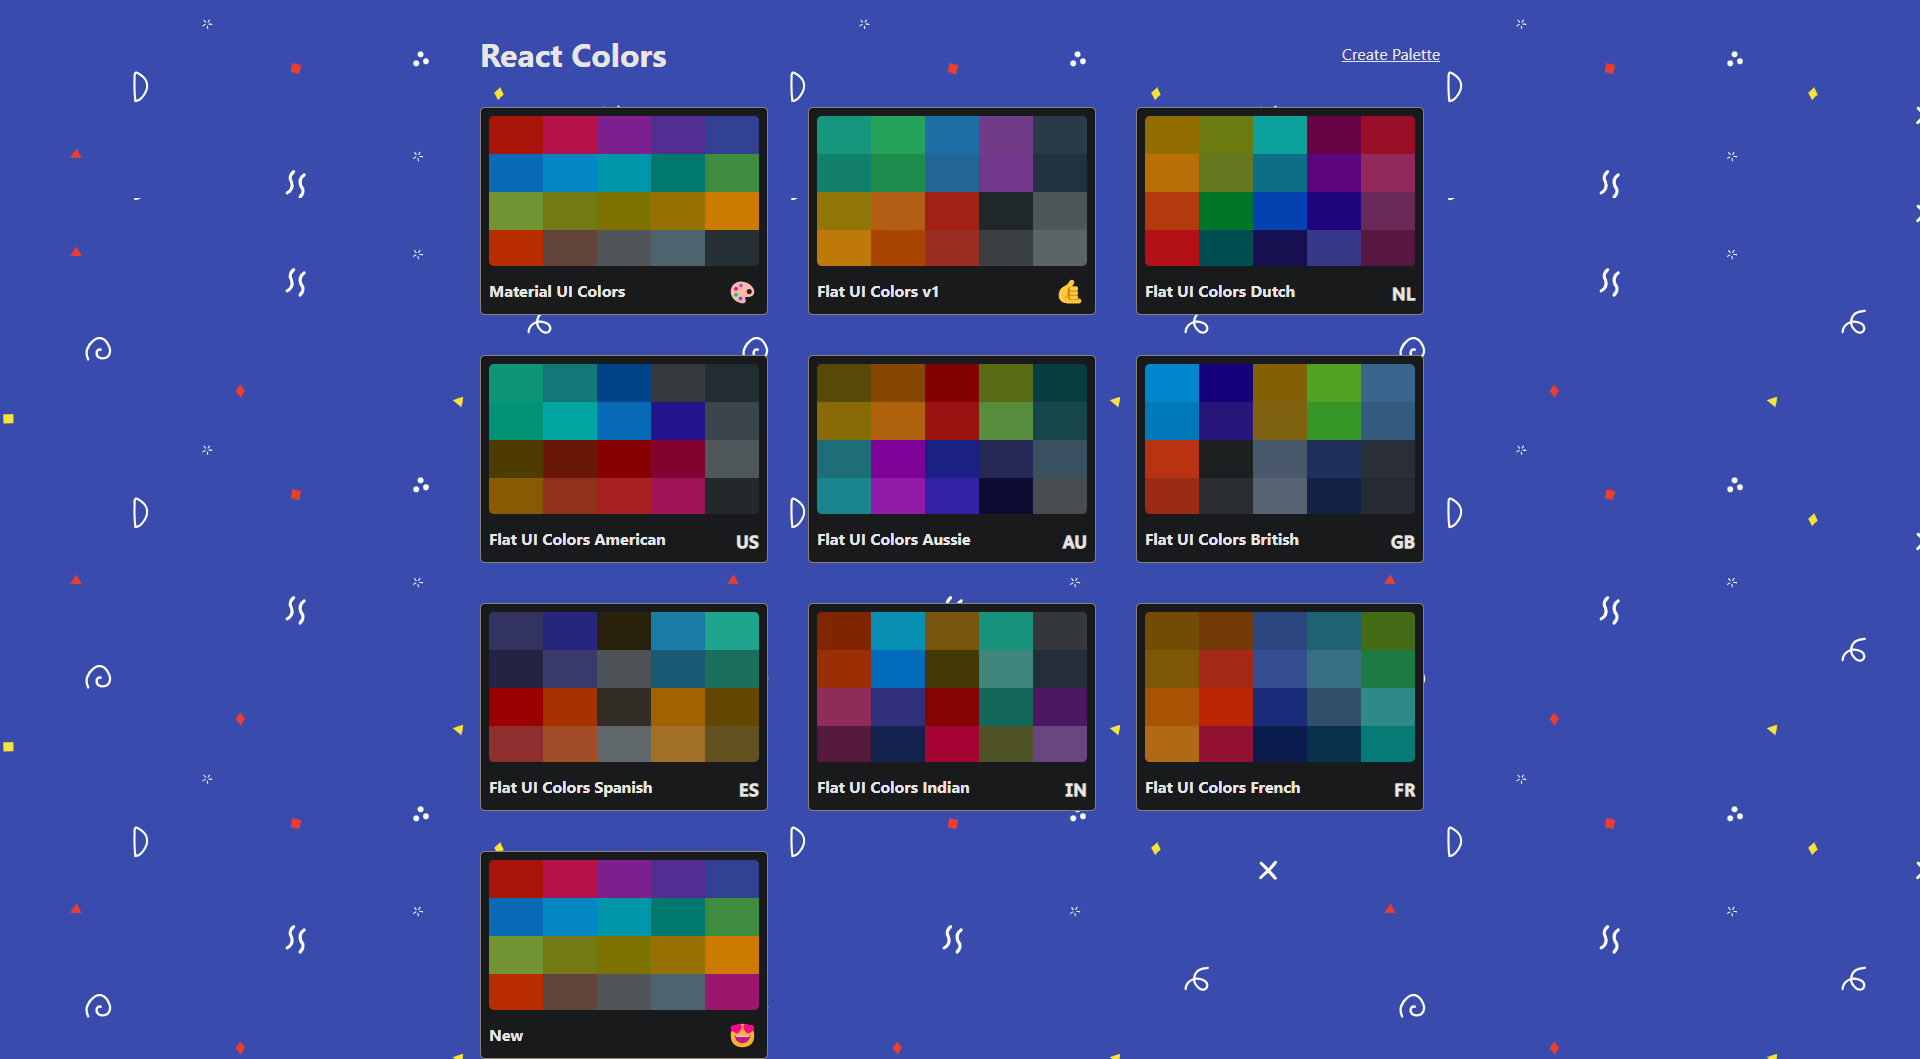 React Colors
Create Palette
Material UI Colors
Flat UI Colors v1
Flat UI Colors Dutch
NL
Flat UI Colors American
US
Flat UI Colors Aussie
AU
Flat UI Colors British
GB
Flat UI Colors Spanish
ES
Flat UI Colors Indian
IN
Flat UI Colors French
FR
New